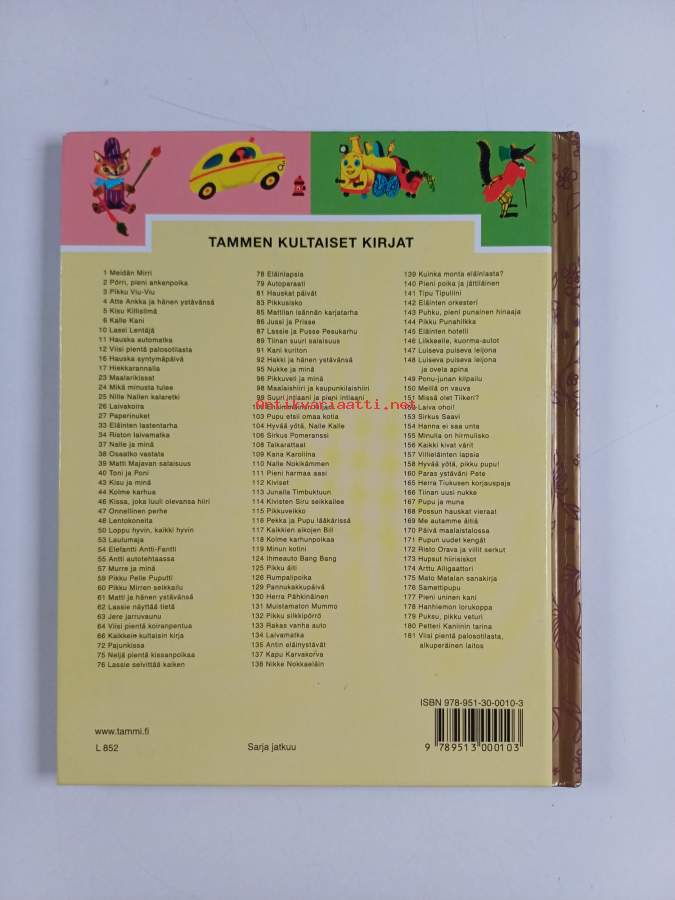 TAMMEN KULTAISET KIRJAT
1 Meidän Mirri
2 Pörri, pieni ankanpoika
3 Pikku Viu-Viu
4 Atte Ankka ja hänen ystävänsä
5 Kisu Killisilmä
6 Kalle Kani
10 Lassi Lentäjä
11 Hauska automatka
12 Viisi pientä palosotilasta
16 Hauska syntymäpäivä
17 Hiekkarannalla
23 Maalarikissat
24 Mikä minusta tulee
25 Nille Nallen kalaretki
26 Laivakoira
27 Paperinuket
33 Eläinten lastentarha
34 Riston laivamatka
37 Nalle ja minä
38 Osaatko vastata
39 Matti Majavan salaisuus
40 Toni ja Poni
43 Kisu ja minä
44 Kolme karhua
46 Kissa, joka luuli olevansa hiiri
47 Onnellinen perhe
48 Lentokoneita
50 Loppu hyvin, kaikki hyvin
53 Lautumaja
54 Elefantti Antti-Fantti
55 Antti autotehtaassa
57 Murre ja minä
59 Pikku Pelle Puputti
60 Pikku Mirren seikkailu
61 Matti ja hänen ystävänsä
62 Lassie näyttää tietä
63 Jere jarruvaunu
64 Viisi pientä koiranpentua
66 Kaikkein kultaisin kirja
72 Pajunkissa
75 Neljä pientä kissanpoikaa
76 Lassie selvittää kaiken
78 Eläinlapsia
79 Autoparaati
81 Hauskat päivät
83 Pikkusisko
85 Mattilan isännän karjatarha
86 Jussi ja Prisse
87 Lassie ja Pusse Pesukarhu
89 Tiinan suuri salaisuus
91 Kani kuriton
92 Hakki ja hänen ystävänsä
95 Nukke ja minä
96 Pikkuveli ja minä
98 Maalaishiiri ja kaupunkilaishiiri
99 Suuri intiaani ja pieni intiaani
103 Pupu etsii omaa kotia
104 Hyvää yötä, Nalle Kalle
106 Sirkus Pomeranssi
108 Taikarattaat
109 Kana Karoliina
110 Nalle Nokikämmen
111 Pieni harmaa aasi
112 Kiviset
113 Junalla Timbuktuun
114 Kivisten Siru seikkailee
115 Pikkuveikko
116 Pekka ja Pupu lääkärissä
117 Kaikkien aikojen Bill
118 Kolme karhunpoikaa
119 Minun kotini
124 Ihmeauto Bang Bang
125 Pikku äiti
126 Rumpalipoika
129 Pannukakkupäivä
130 Herra Pähkinäinen
131 Muistamaton Mummo
132 Pikku silkkipörrö
133 Rakas vanha auto
134 Laivamatka
135 Antin eläinystävät
137 Kapu Karvakorva
138 Nikke Nokkaeläin
139 Kuinka monta eläinlasta?
140 Pieni poika ja jättiläinen
141 Tipu Tipuliini
142 Eläinten orkesteri
143 Puhku, pieni punainen hinaaja
144 Pikku Punahilkka
145 Eläinten hotelli
146 Liikkeelle, kuorma-autot
147 Luiseva puiseva leijona
148 Luiseva puiseva leijona
ja ovela apina
149 Ponu-junan kilpailu
150 Meillä on vauva
151 Missä olet Tiikeri?
152 Laiva ohoi!
153 Sirkus Saavi
154 Hanna ei saa unta
155 Minulla on hirmulisko
156 Kaikki kivat värit
157 Villieläinten lapsia
158 Hyvää yötä, pikku pupu!
160 Paras ystäväni Pete
165 Herra Tiukusen korjauspaja
166 Tiinan uusi nukke
167 Pupu ja muna
168 Possun hauskat vieraat
169 Me autamme äitiä
170 Päivä maalaistalossa
171 Pupun uudet kengät
172 Risto Orava ja villit serkut
173 Hupsut hiirisiskot
174 Arttu Alligaattori
175 Mato Matalan sanakirja
176 Samettipupu
177 Pieni uninen kani
178 Hanhiemon lorukoppa
179 Puksu, pikku veturi
180 Petteri Kaniinin tarina
181 Viisi pientä palosotilasta,
alkuperäinen laitos
antikvariaatti.net
www.tammi.fi
L 852
Sarja jatkuu
ISBN 978-951-30-0010-3
9 789513 000103